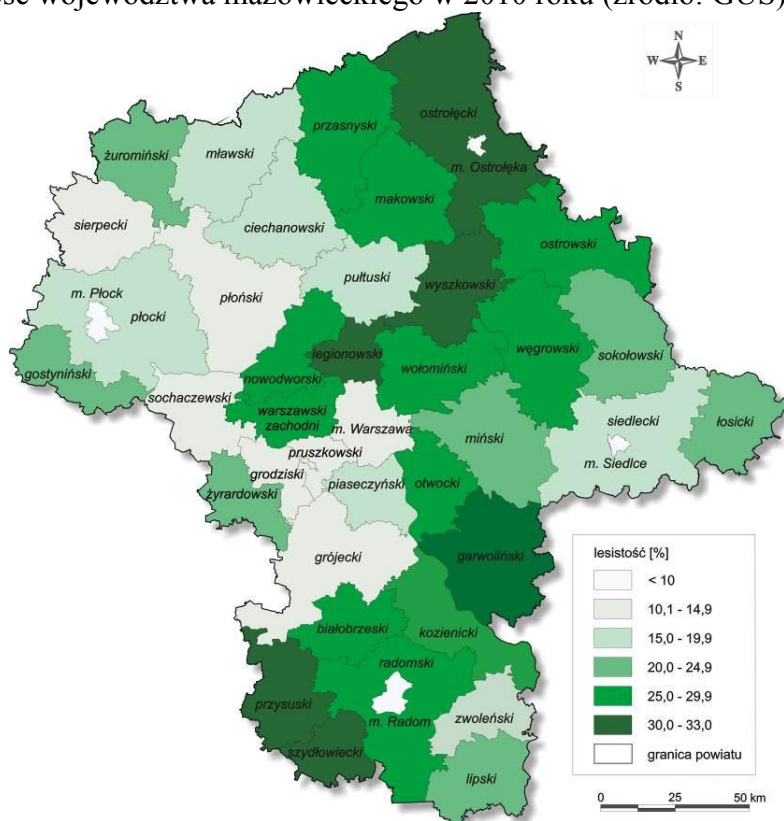 ość województwa mazowieckiego w 2010 roku (źródło: GUS)
N
W E
S
ostrołęcki
przasnyski
m. Ostrołęka
żuromiński
mławski
makowski
ciechanowski
sierpecki
ostrowski
pułtuski
wyszkowski
płoński
m. Płock
płocki
legionowski
węgrowski
sokołowski
gostyniński
nowodworski
wołomiński
sochaczewski
warszawski
zachodni
m. Warszawa
siedlecki
łosicki
miński
pruszkowski
m. Siedlce
grodziski
piaseczyński
otwocki
żyrardowski
grójecki
garwoliński
lesistość [%]
< 10
10,1 - 14,9
15,0 - 19,9
20,0 - 24,9
25,0 - 29,9
30,0 - 33,0
granica powiatu
białobrzeski
kozienicki
radomski
przysuski
m. Radom
zwoleński
szydłowiecki
lipski
0 25 50 km